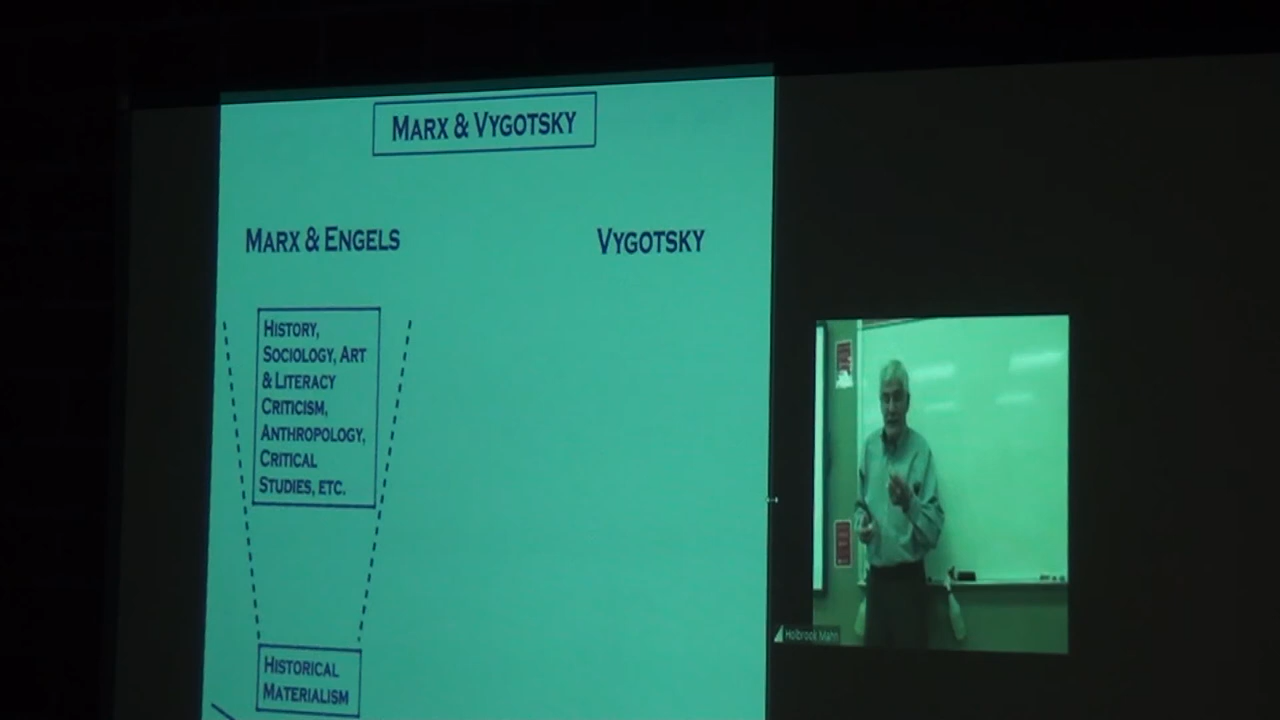 MARX & VYGOTSKY
MARX & ENGELS
VYGOTSKY
HISTORY,
SOCIOLOGY, ART
& LITERACY
CRITICISM,
ANTHROPOLOGY,
CRITICAL
STUDIES, ETC.
HISTORICAL
MATERIALISM
Holbrook Mahn